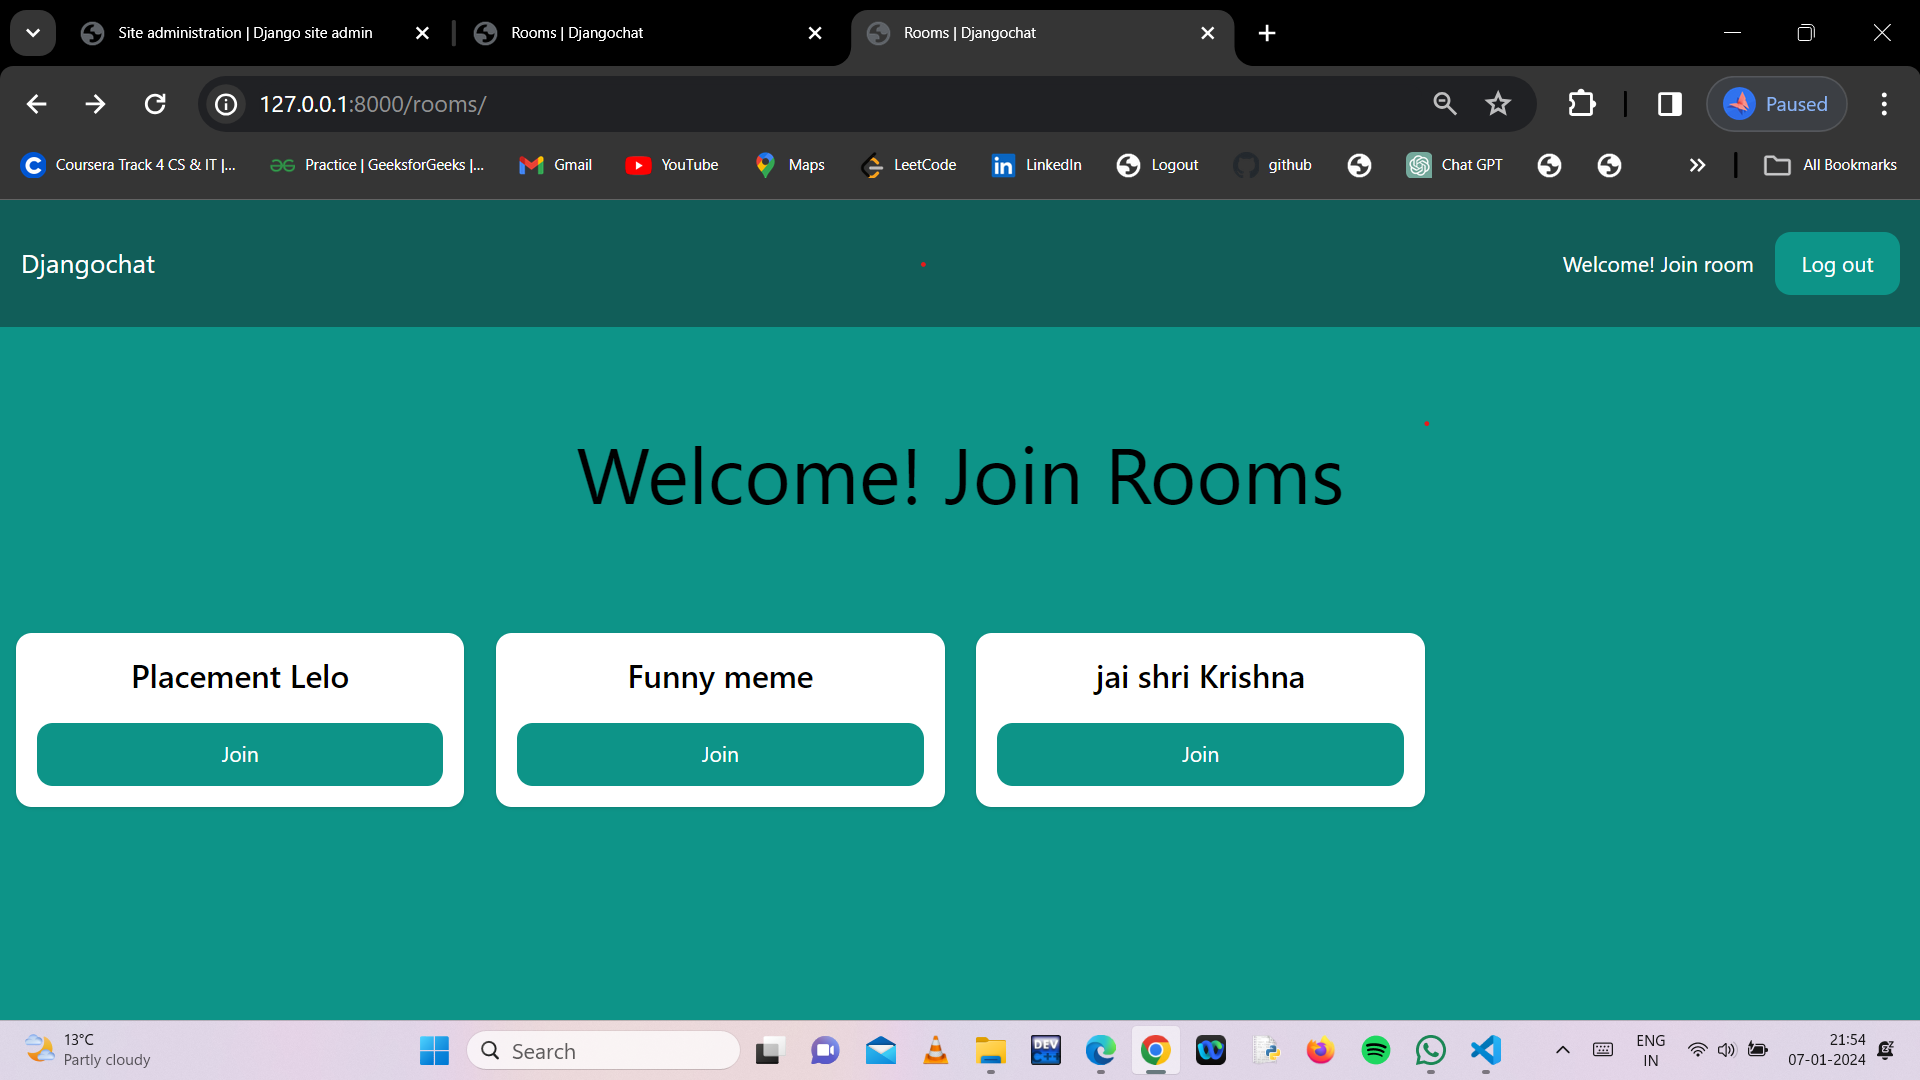 Site administration | Django site admin
Rooms | Djangochat
Rooms | Djangochat
127.0.0.1:8000/rooms/
Paused
Coursera Track 4 CS & IT |...
Practice | GeeksforGeeks |...
Gmail
YouTube
Maps
LeetCode
LinkedIn
Logout
github
Chat GPT
All Bookmarks
Djangochat
Welcome! Join room
Log out
Welcome! Join Rooms
Placement Lelo
Funny meme
jai shri Krishna
Join
Join
Join
13°C
Partly cloudy
Search
DEV
C++
ENG
IN
21:54
07-01-2024